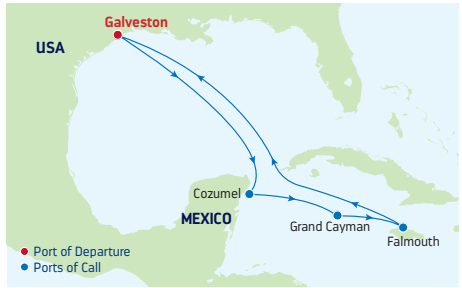 Galveston
USA
Cozumel
MEXICO
Grand Cayman
Falmouth
Port of Departure
Ports of Call